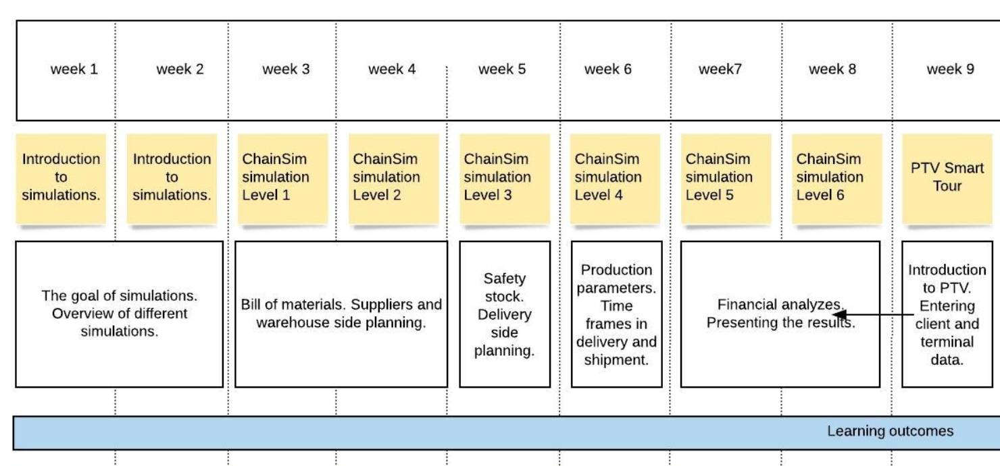 week 1
week 2
week 3
week 4
week 5
week 6
week7
week 8
week 9
Introduction
to
simulations.
Introduction
to
simulations.
ChainSim
simulation
Level 1
ChainSim
simulation
Level 2
ChainSim
simulation
Level 3
ChainSim
simulation
Level 4
ChainSim
simulation
Level 5
ChainSim
simulation
Level 6
PTV Smart
Tour
The goal of simulations.
Overview of different
simulations.
Bill of materials. Suppliers and
warehouse side planning.
Safety
stock.
Delivery
side
planning.
Production
parameters.
Time
frames in
delivery and
shipment.
Financial analyzes.
Presenting the results.
Introduction
to PTV.
Entering
client and
terminal
data.
Learning outcomes